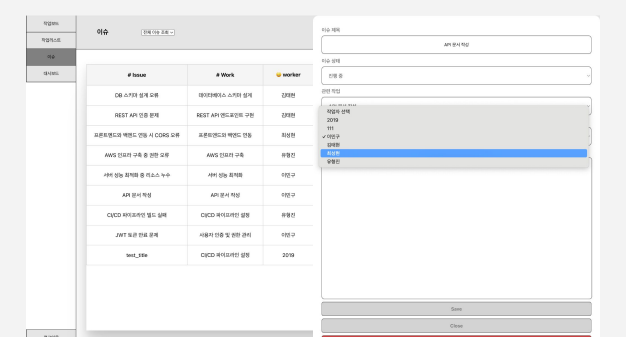 작업보드
작업리스트
이슈
대시보드
이슈
전체 이슈 조회
# Issue # Work 😀 worker
DB 스키마 설계 오류 데이터베이스 스키마 설계 김태현
REST API 인증 문제 REST API 엔드포인트 구현 김태현
프론트엔드와 백엔드 연동 시 CORS 오류 프론트엔드와 백엔드 연동 최성현
AWS 인프라 구축 중 권한 오류 AWS 인프라 구축 유형진
서버 성능 최적화 중 리소스 누수 서버 성능 최적화 이민구
API 문서 작성 API 문서 작성 이민구
CI/CD 파이프라인 빌드 실패 CI/CD 파이프라인 설정 유형진
JWT 토큰 만료 문제 사용자 인증 및 권한 관리 이민구
test_title CI/CD 파이프라인 설정 2019
이슈 제목
API 문서 작성
이슈 상태
진행 중
관련 작업
작업자 선택
2019
111
✓ 이민구
김태현
최성현
유형진
Save
Close